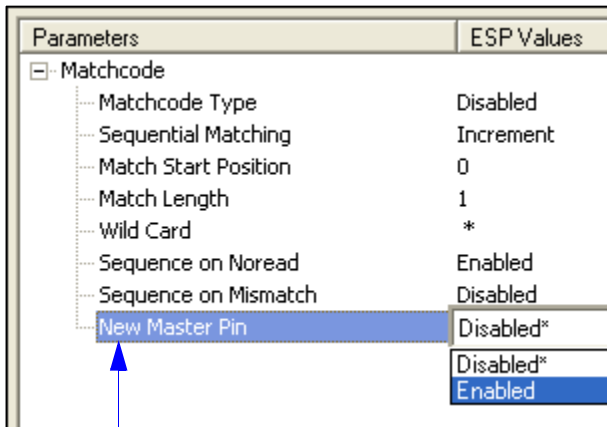 Parameters ESP Values
Matchcode
Matchcode Type Disabled
Sequential Matching Increment
Match Start Position 0
Match Length 1
Wild Card *
Sequence on Noread Enabled
Sequence on Mismatch Disabled
New Master Pin Disabled*
Disabled*
Enabled